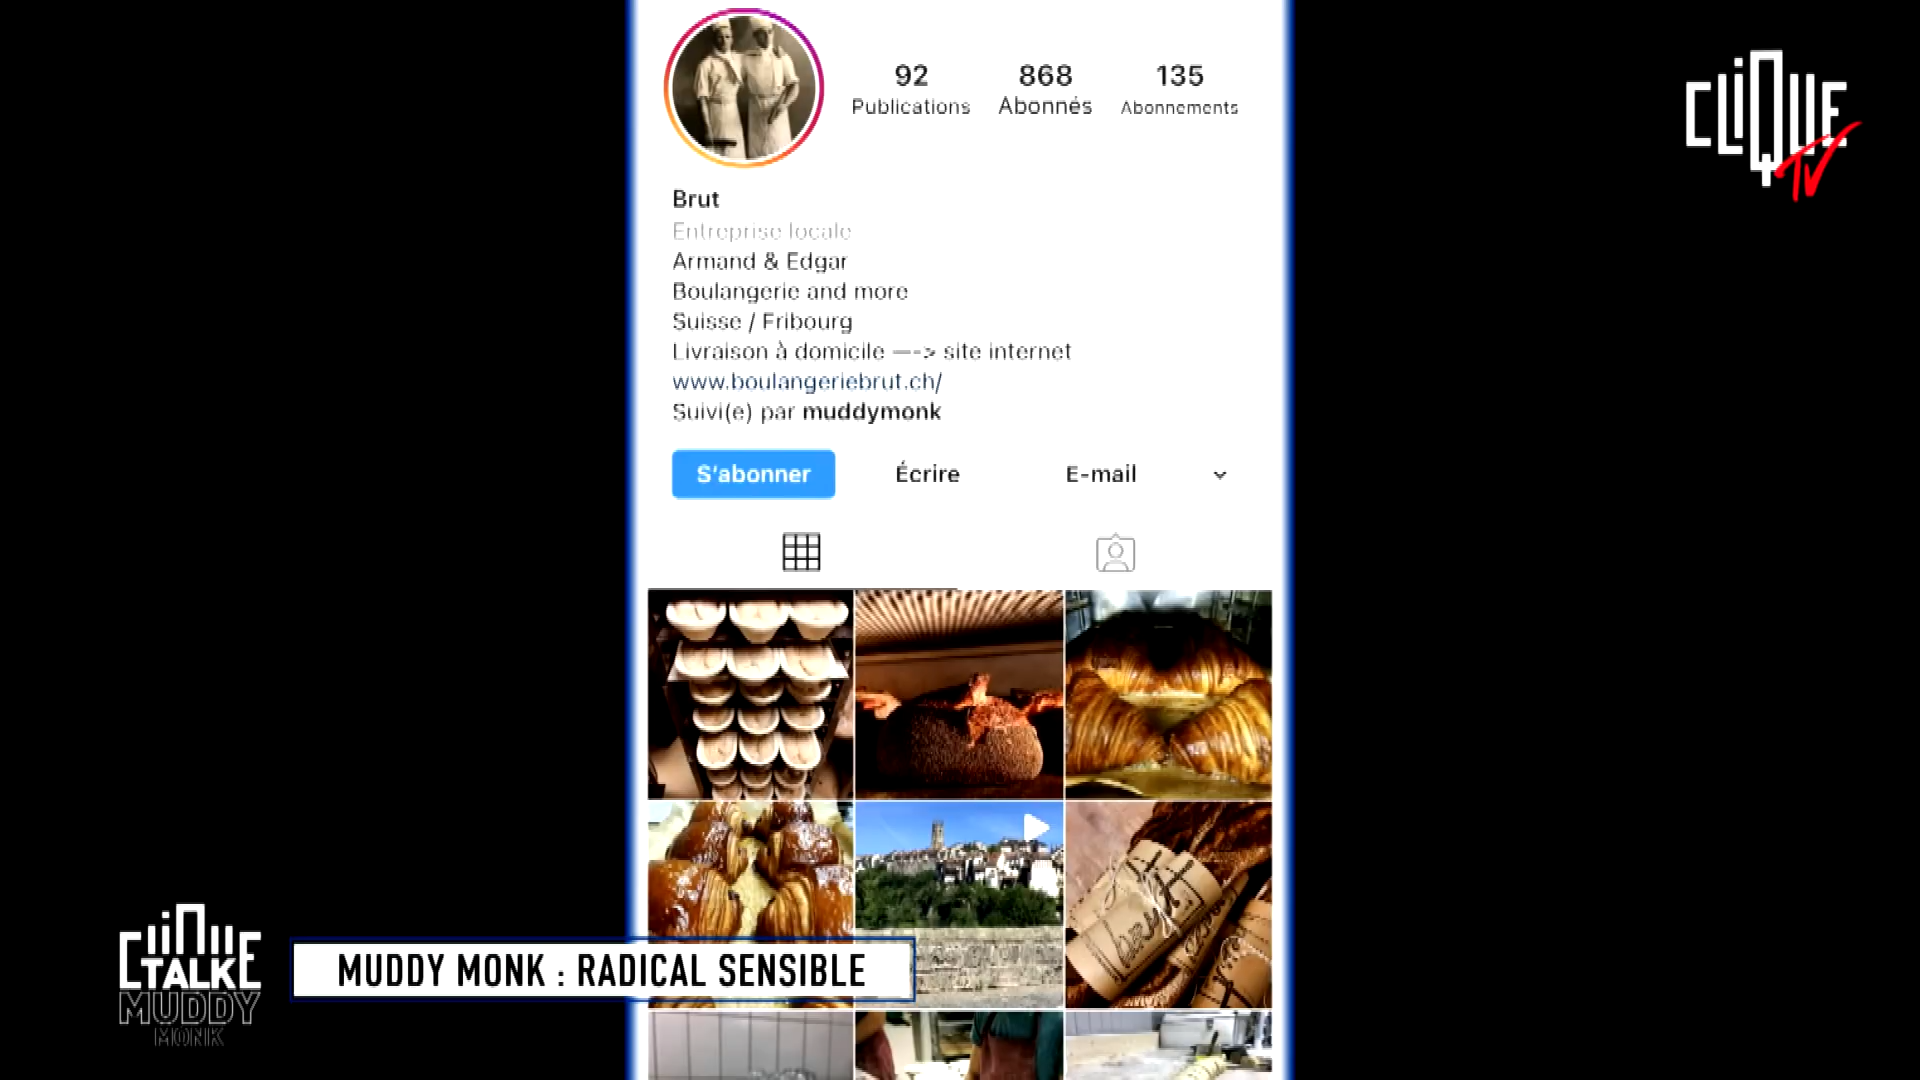 92
868
135
Publications
Abonnés
Abonnements
CLIQUE
TV
Brut
Entreprise locale
Armand & Edgar
Boulangerie and more
Suisse / Fribourg
Livraison à domicile —-> site internet
www.boulangeriebrut.ch/
Suivi(e) par muddymonk
S'abonner
Écrire
E-mail
brut
CLIQUE
TALK
MUDDY
MONK
MUDDY MONK : RADICAL SENSIBLE